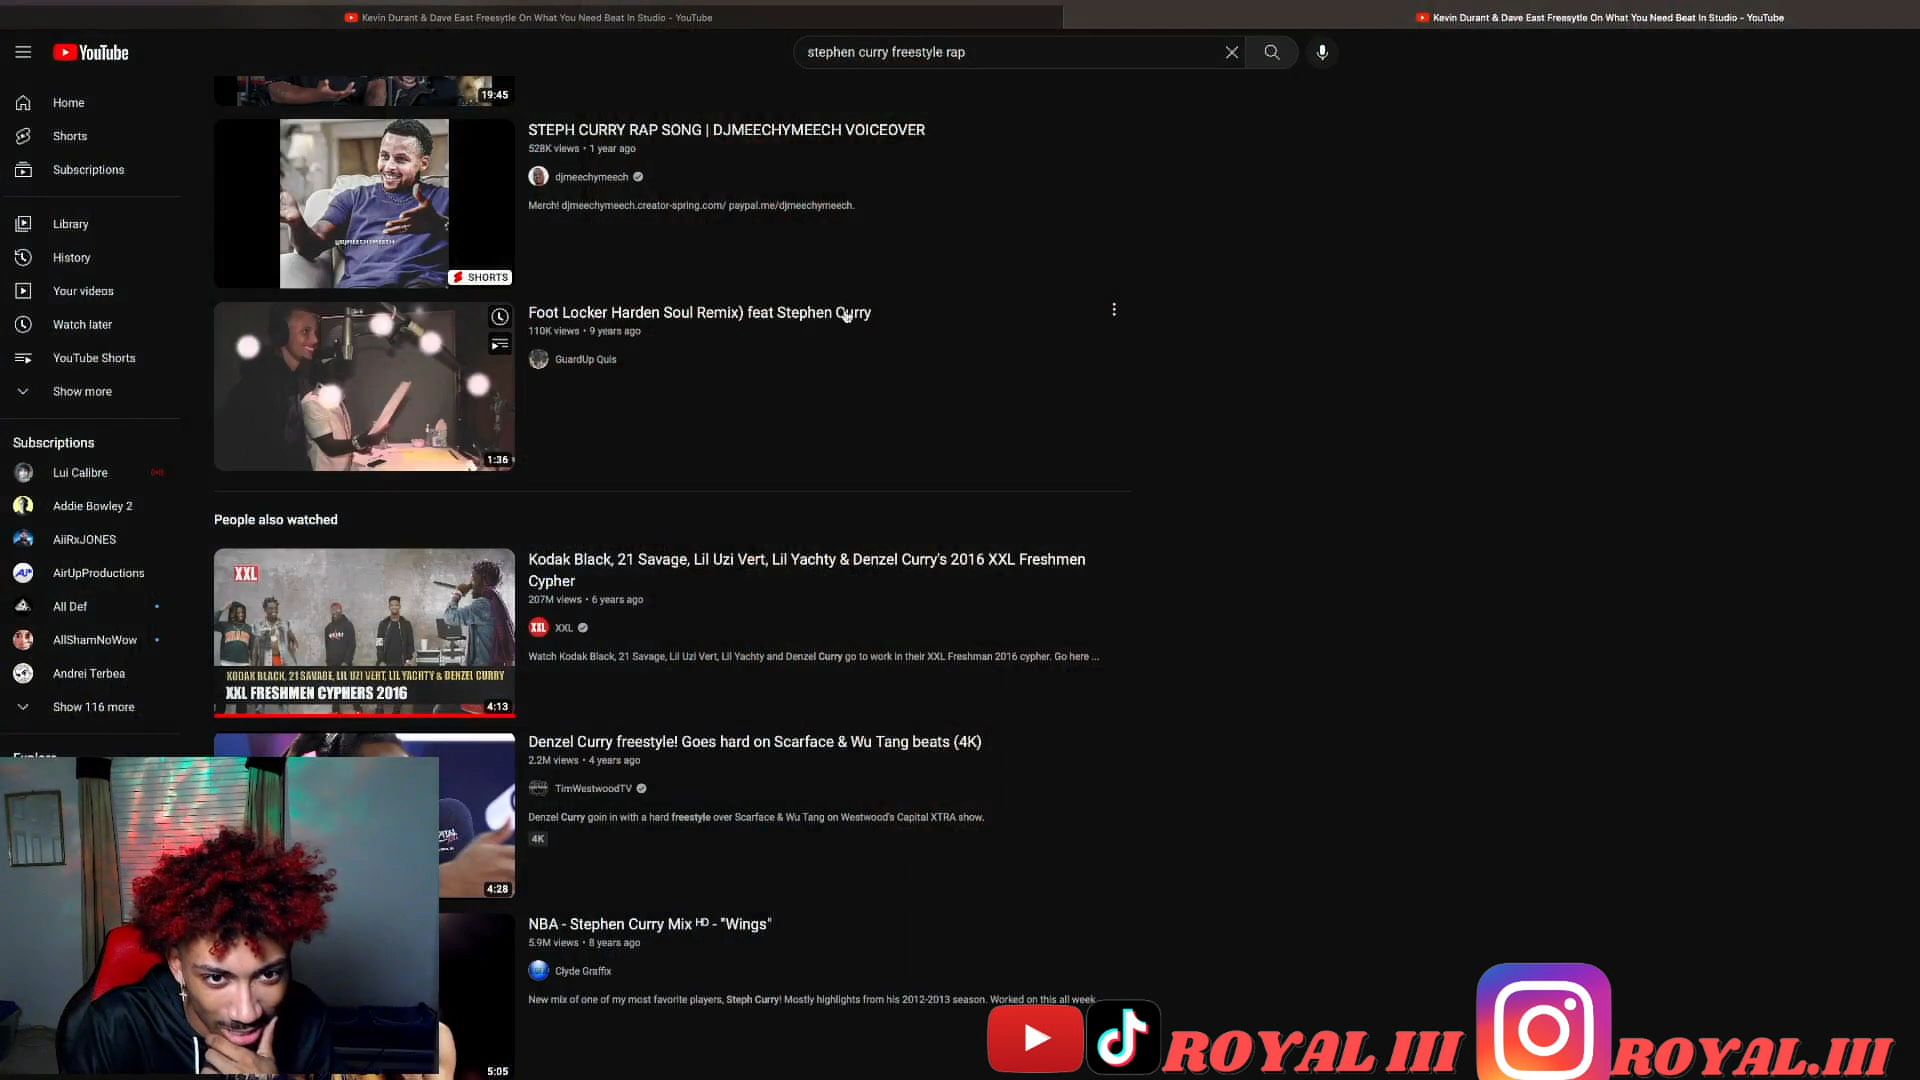 Kevin Durant & Dave East Freesytle On What You Need Beat In Studio - YouTube
Kevin Durant & Dave East Freesytle On What You Need Beat In Studio - YouTube
YouTube
stephen curry freestyle rap
Home
Shorts
Subscriptions
Library
History
Your videos
Watch later
YouTube Shorts
Show more
Subscriptions
Lui Calibre
Addie Bowley 2
AiiRxJONES
AirUpProductions
All Def
AllShamNoWow
Andrei Terbea
Show 116 more
Explore
19:45
STEPH CURRY RAP SONG | DJMEECHYMEECH VOICEOVER
528K views • 1 year ago
djmeechymeech
Merch! djmeechymeech.creator-spring.com/ paypal.me/djmeechymeech.
@DJMEECHYMEECH
SHORTS
Foot Locker Harden Soul Remix) feat Stephen Curry
110K views • 9 years ago
GuardUp Quis
1:36
People also watched
Kodak Black, 21 Savage, Lil Uzi Vert, Lil Yachty & Denzel Curry's 2016 XXL Freshmen
Cypher
207M views • 6 years ago
XXL XXL
Watch Kodak Black, 21 Savage, Lil Uzi Vert, Lil Yachty and Denzel Curry go to work in their XXL Freshman 2016 cypher. Go here ...
XXL
KODAK BLACK, 21 SAVAGE, LIL UZI VERT, LIL YACHTY & DENZEL CURRY
XXL FRESHMEN CYPHERS 2016
4:13
Denzel Curry freestyle! Goes hard on Scarface & Wu Tang beats (4K)
2.2M views • 4 years ago
TimWestwoodTV
Denzel Curry goin in with a hard freestyle over Scarface & Wu Tang on Westwood's Capital XTRA show.
4K
CAPITAL
4:28
NBA - Stephen Curry Mix ᴴᴰ - "Wings"
5.9M views • 8 years ago
Clyde Graffix
New mix of one of my most favorite players, Steph Curry! Mostly highlights from his 2012-2013 season. Worked on this all week
5:05
ROYAL III
ROYAL.III